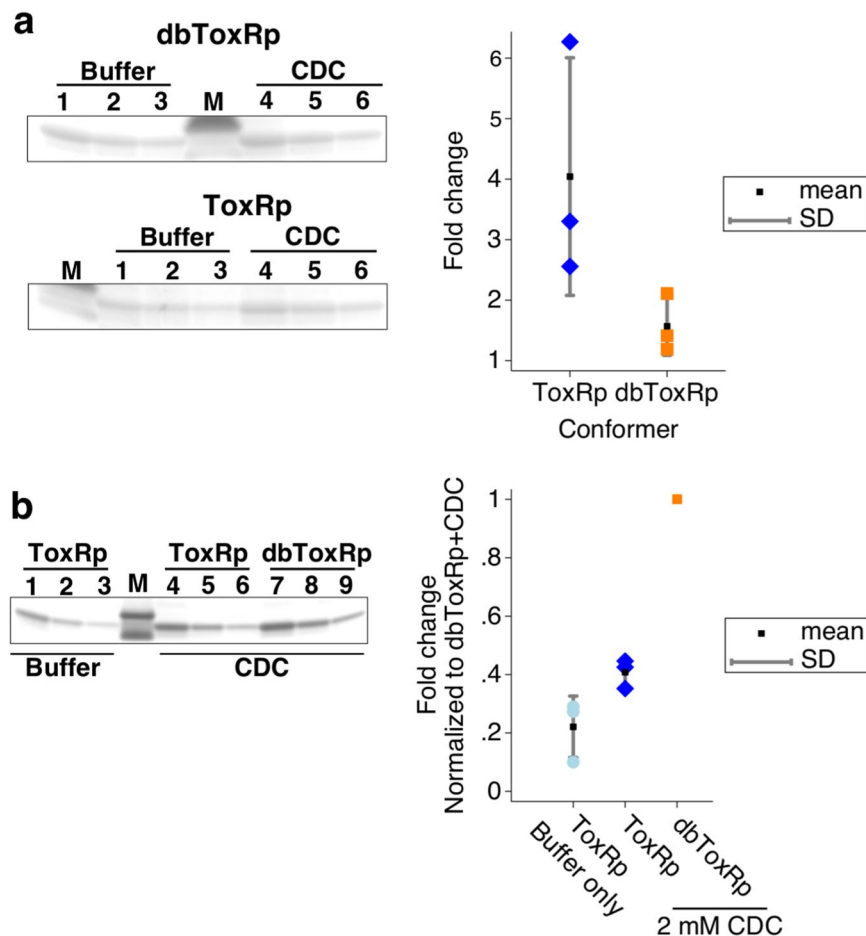 a
dbToxRp
Buffer CDC
1 2 3 M 4 5 6
ToxRp
Buffer CDC
M 1 2 3 4 5 6
Fold change
6
5
4
3
2
1
ToxRp dbToxRp
Conformer
mean
SD
b
ToxRp ToxRp dbToxRp
1 2 3 M 4 5 6 7 8 9
Buffer CDC
Fold change
Normalized to dbToxRp+CDC
1
.8
.6
.4
.2
0
ToxRp
Buffer only
ToxRp
dbToxRp
2 mM CDC
mean
SD